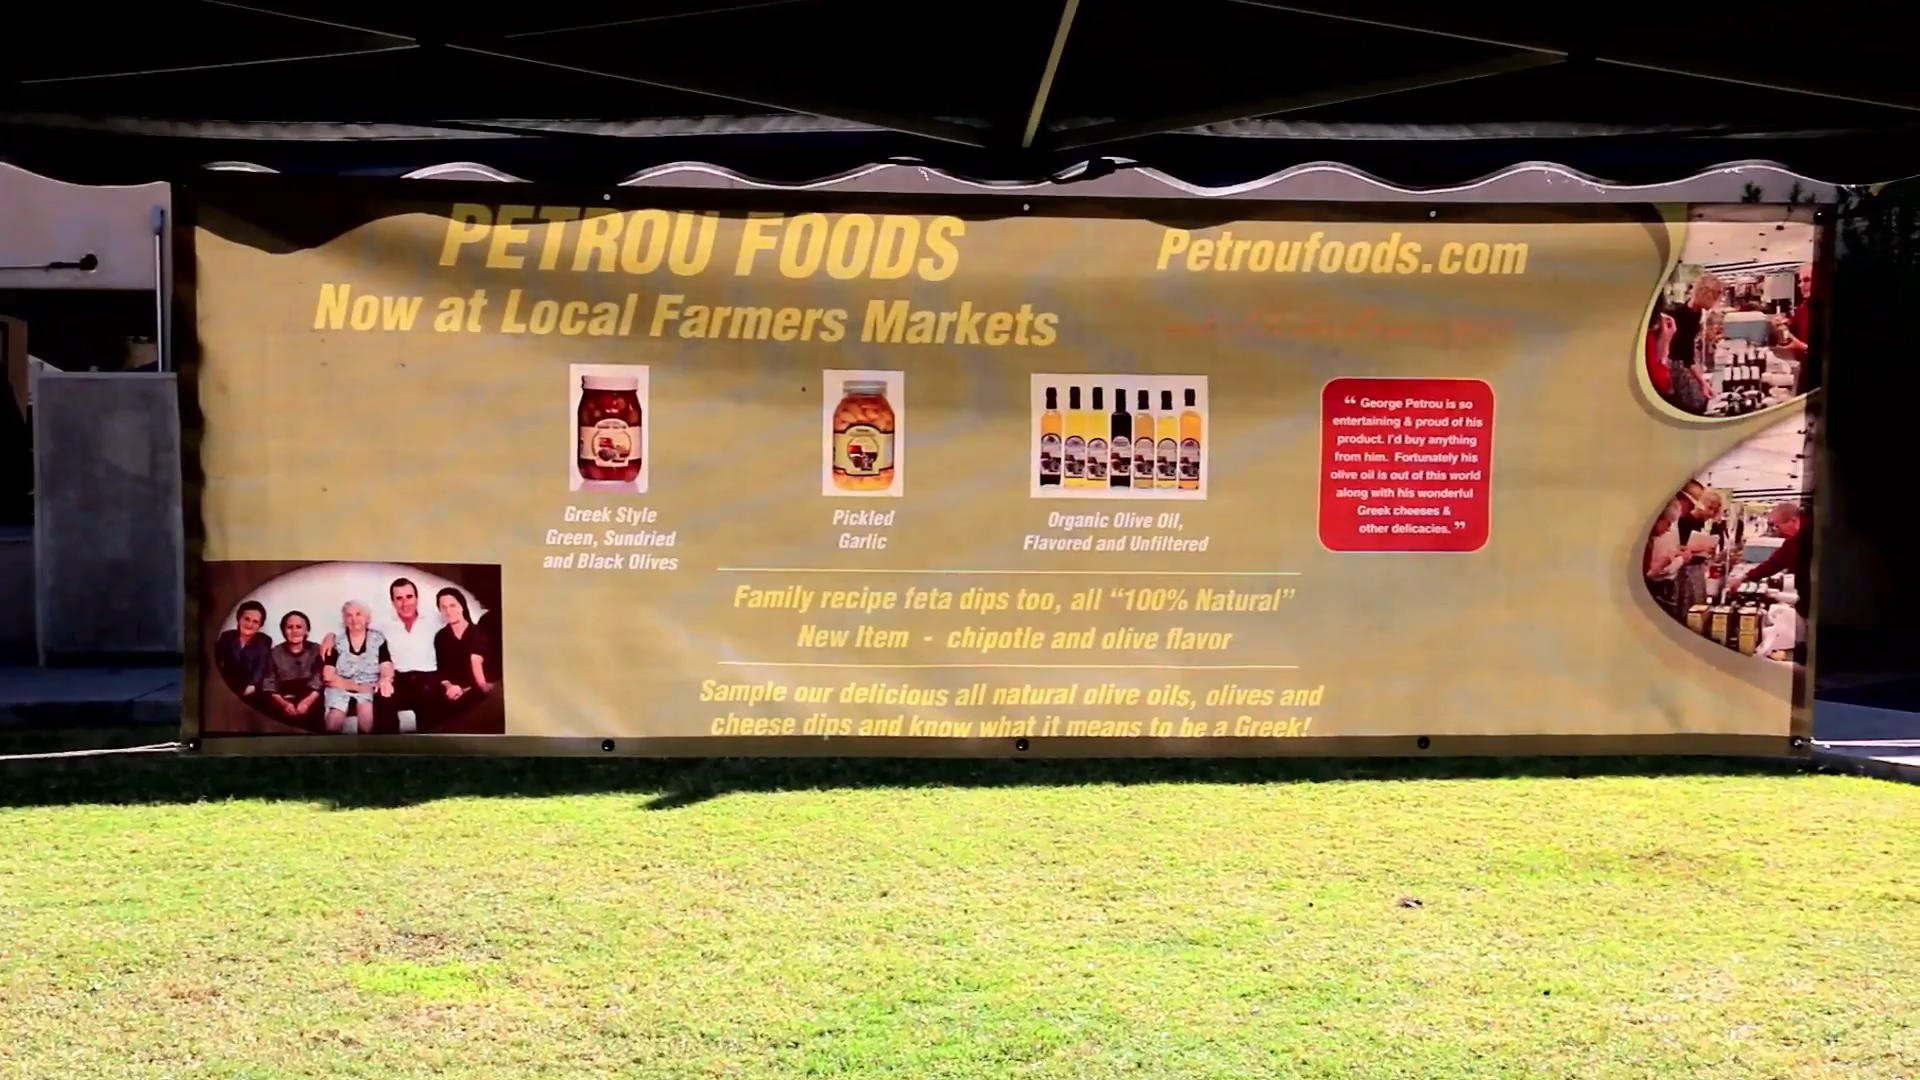 PETROU FOODS
Petroufoods.com
Now at Local Farmers Markets
Greek Style
Green, Sundried
and Black Olives
Pickled
Garlic
Organic Olive Oil,
Flavored and Unfiltered
“ George Petrou is so
entertaining & proud of his
product. I'd buy anything
from him. Fortunately his
olive oil is out of this world
along with his wonderful
Greek cheeses &
other delicacies. ”
Family recipe feta dips too, all “100% Natural”
New Item - chipotle and olive flavor
Sample our delicious all natural olive oils, olives and
cheese dips and know what it means to be a Greek!